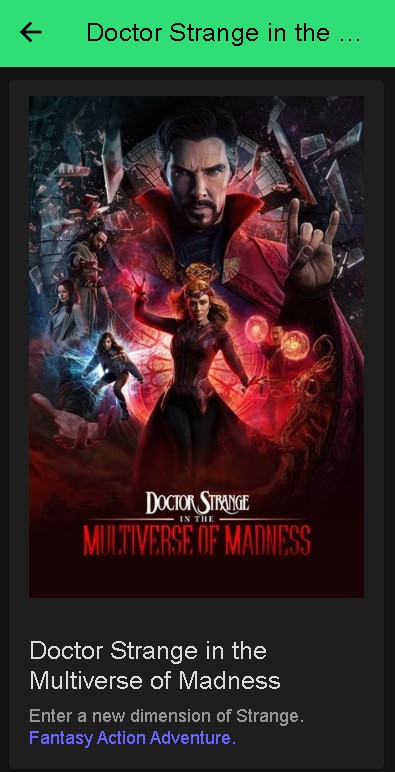 Doctor Strange in the ...
DOCTOR STRANGE
IN THE
MULTIVERSE OF MADNESS
Doctor Strange in the
Multiverse of Madness
Enter a new dimension of Strange.
Fantasy Action Adventure.